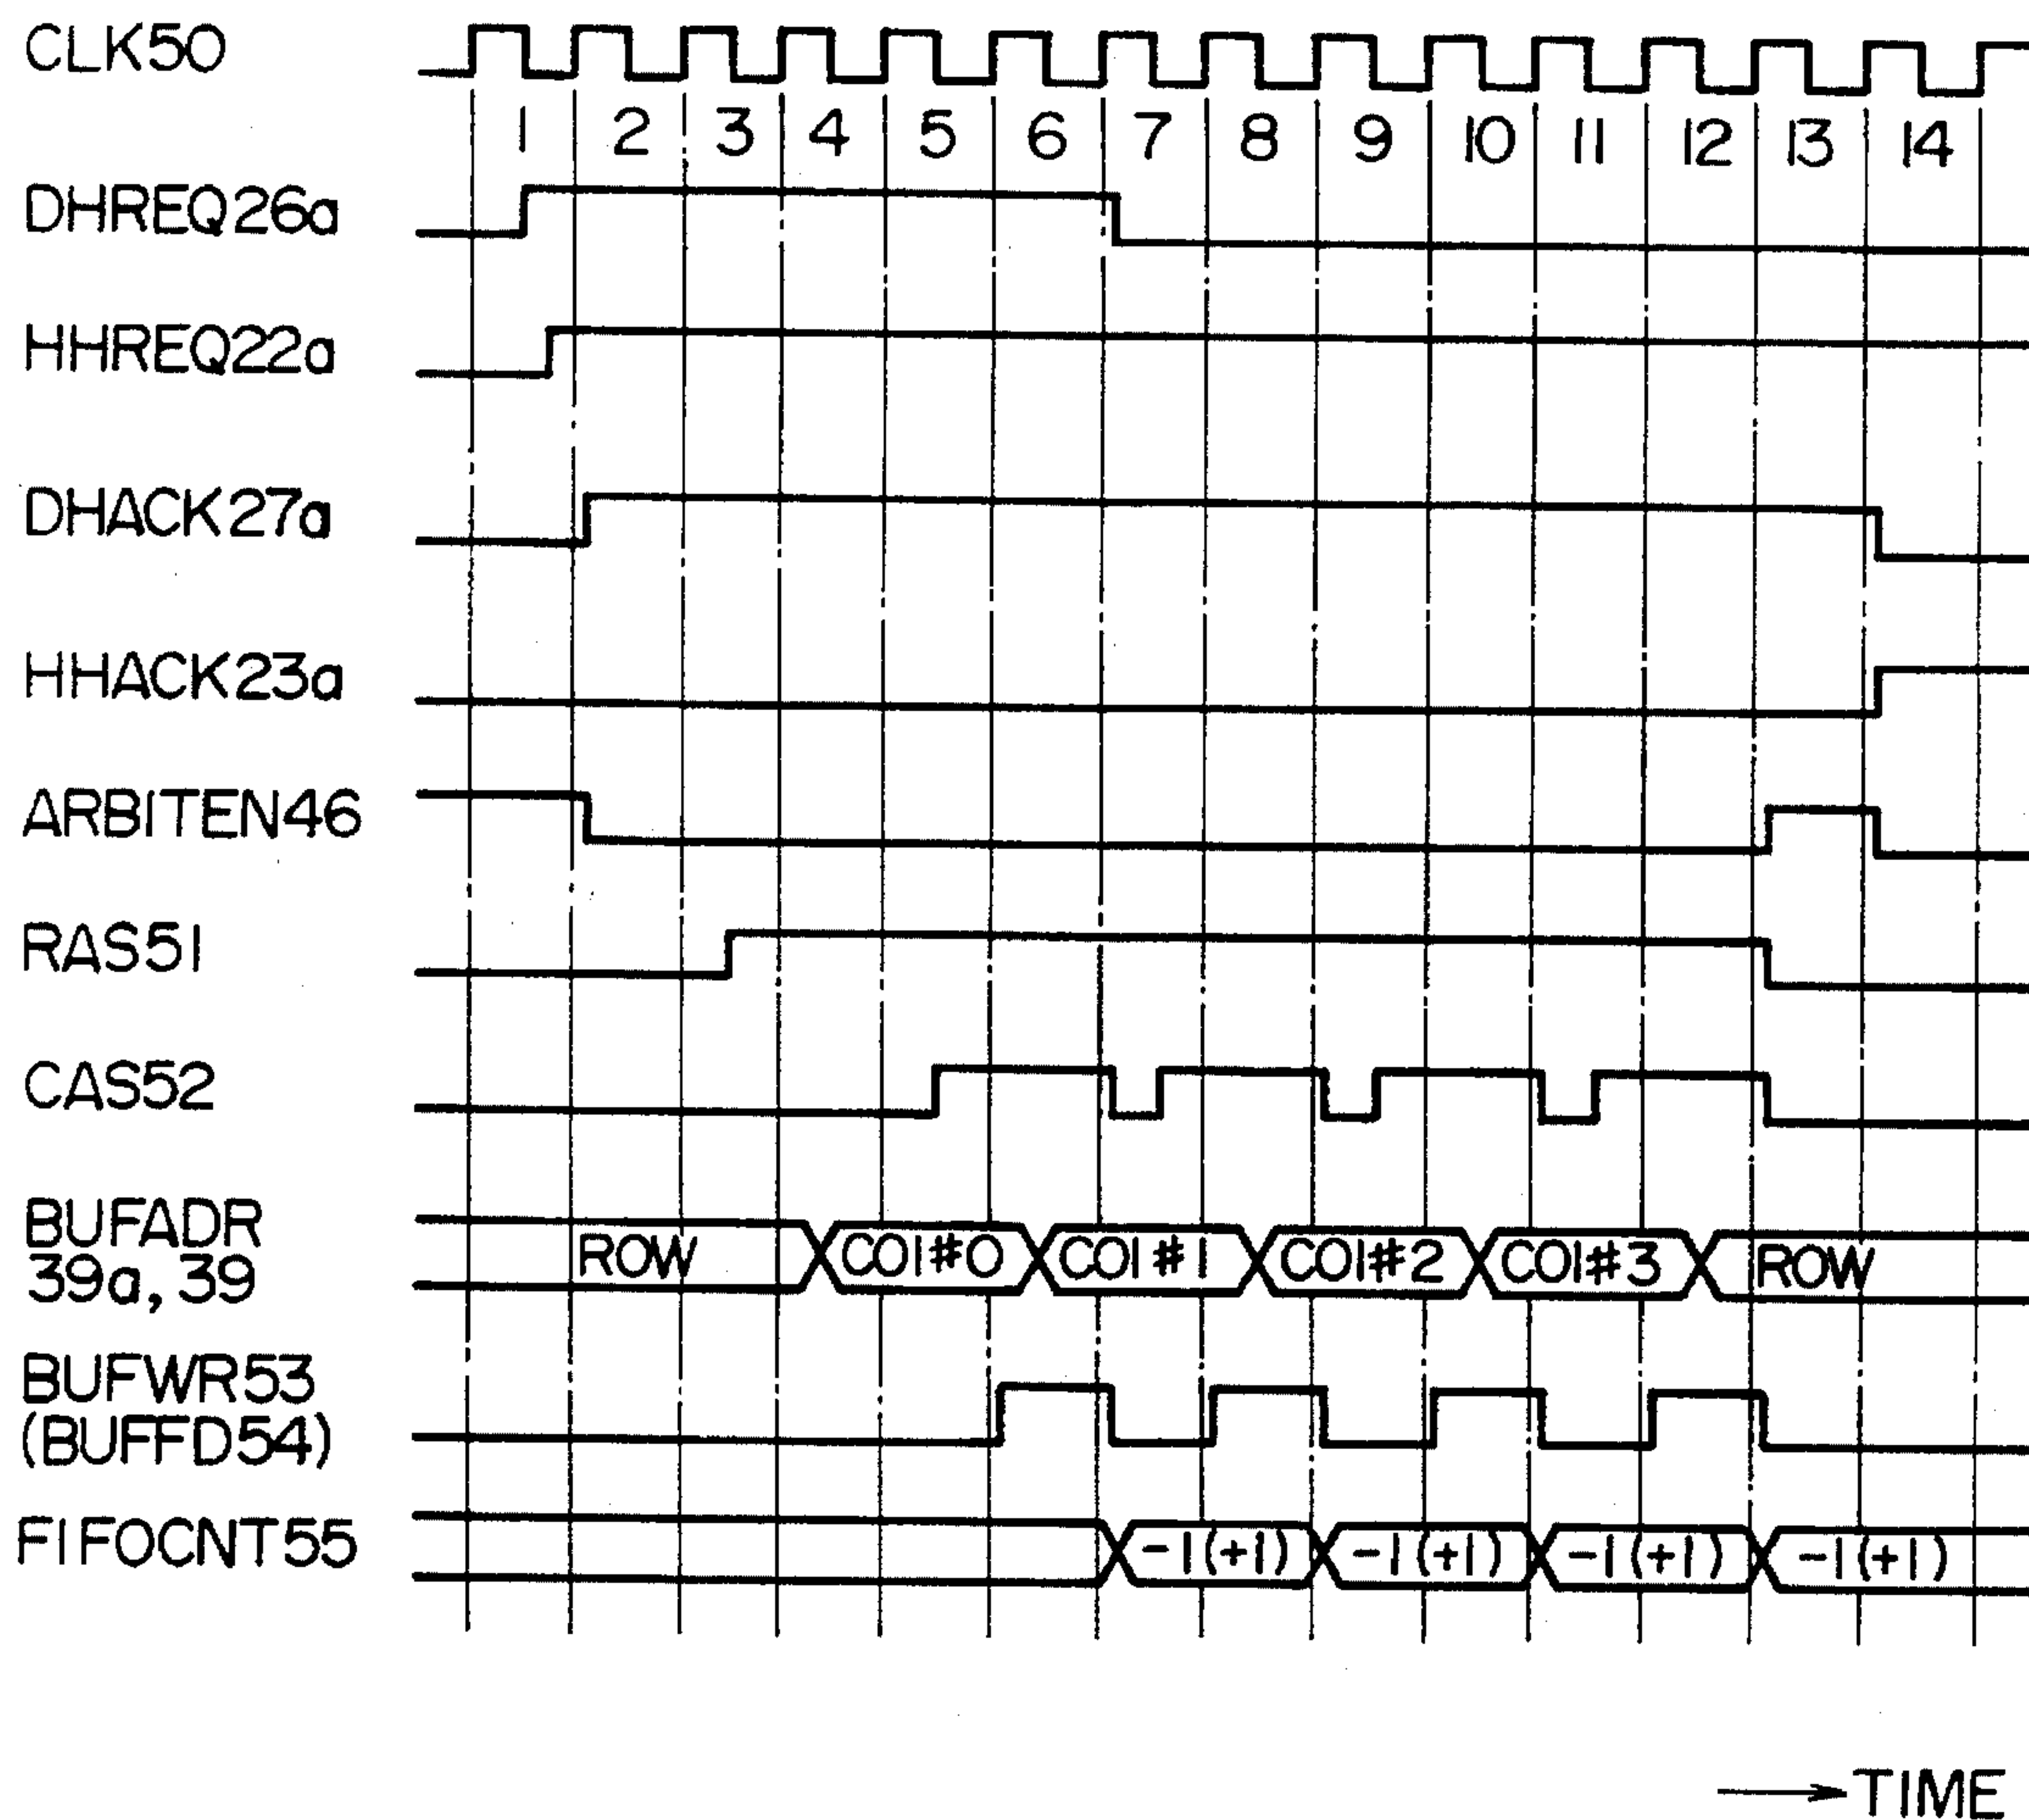 CLK50
1 2 3 4 5 6 7 8 9 10 11 12 13 14
DHREQ26a
HHREQ22a
DHACK27a
HHACK23a
ARBITEN46
RAS51
CAS52
BUFADR
39a, 39
ROW COl#0 COl#1 COl#2 COl#3 ROW
BUFWR53
(BUFFD54)
FIFOCNT55
-1(+1) -1(+1) -1(+1) -1(+1)
TIME